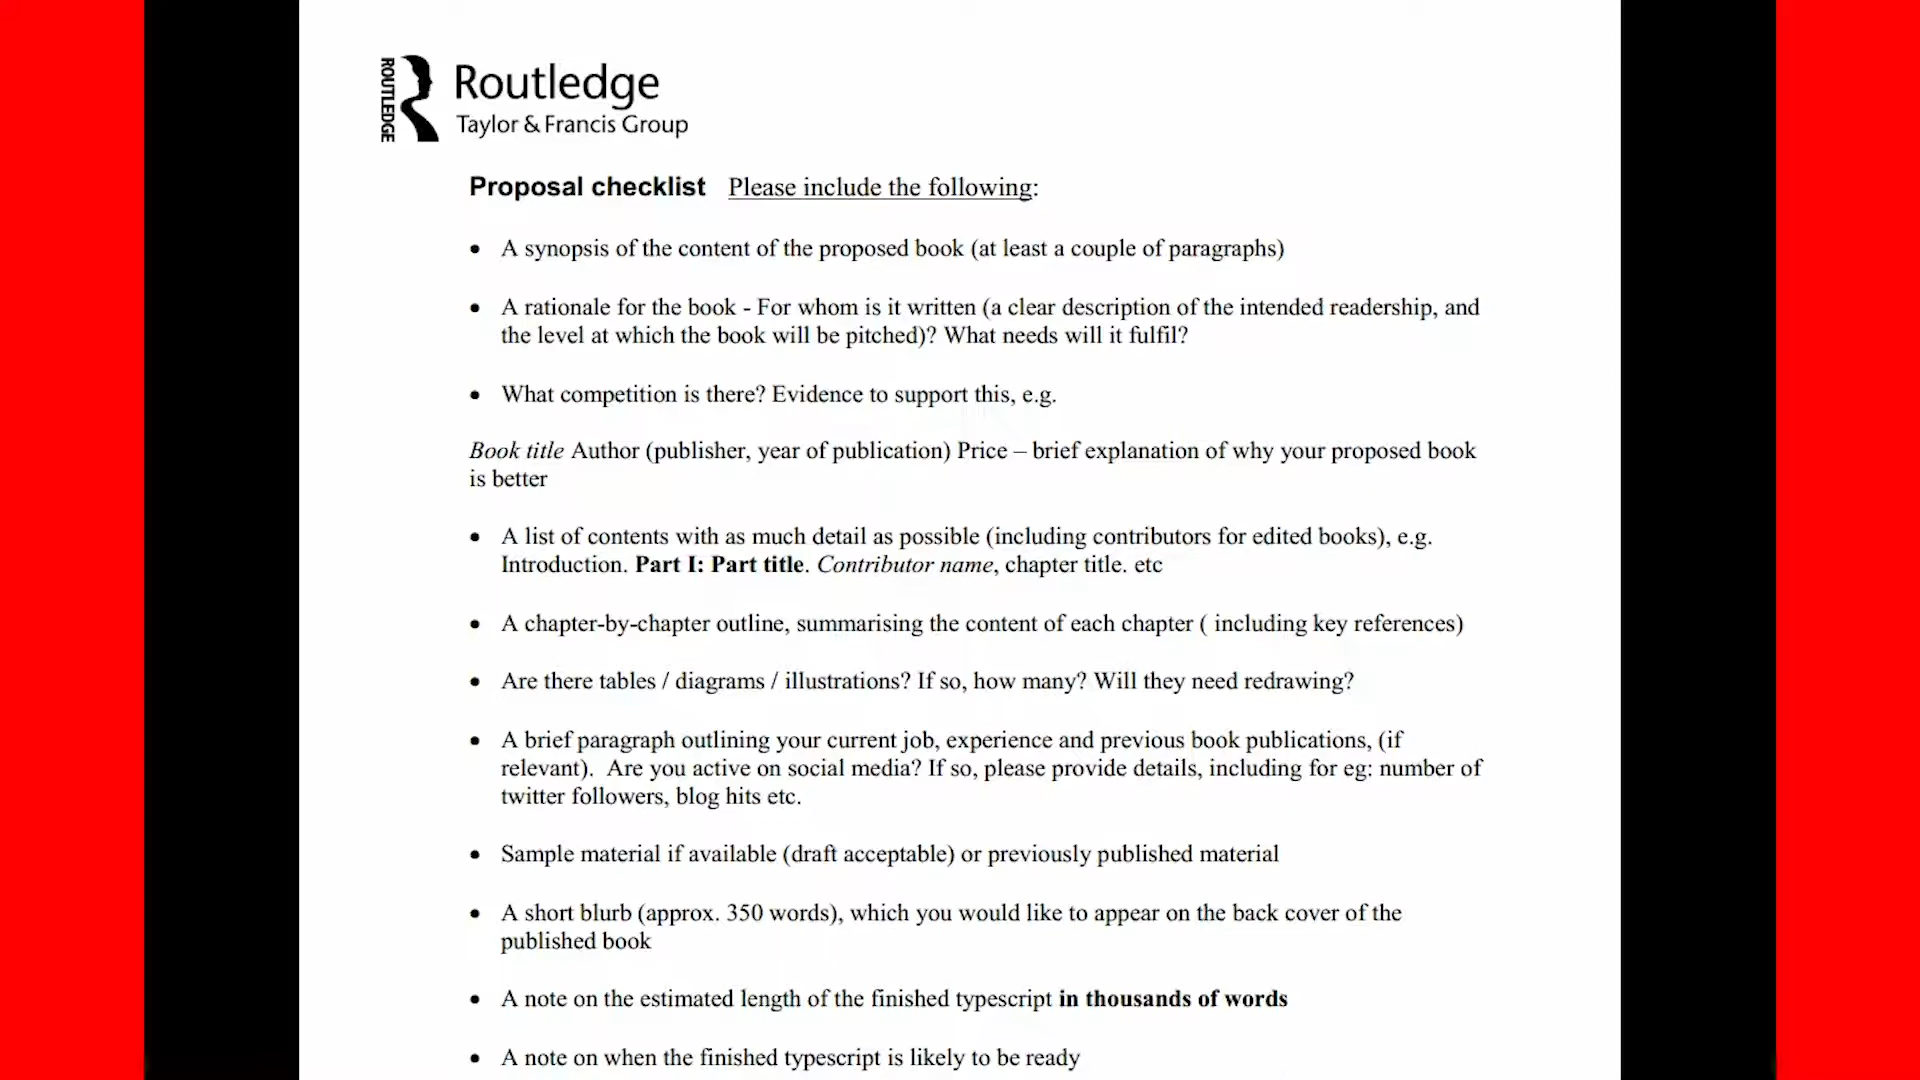 ROUTLEDGE
Routledge
Taylor & Francis Group
Proposal checklist Please include the following:
• A synopsis of the content of the proposed book (at least a couple of paragraphs)
• A rationale for the book - For whom is it written (a clear description of the intended readership, and
the level at which the book will be pitched)? What needs will it fulfil?
• What competition is there? Evidence to support this, e.g.
Book title Author (publisher, year of publication) Price – brief explanation of why your proposed book
is better
• A list of contents with as much detail as possible (including contributors for edited books), e.g.
Introduction. Part I: Part title. Contributor name, chapter title. etc
• A chapter-by-chapter outline, summarising the content of each chapter ( including key references)
• Are there tables / diagrams / illustrations? If so, how many? Will they need redrawing?
• A brief paragraph outlining your current job, experience and previous book publications, (if
relevant). Are you active on social media? If so, please provide details, including for eg: number of
twitter followers, blog hits etc.
• Sample material if available (draft acceptable) or previously published material
• A short blurb (approx. 350 words), which you would like to appear on the back cover of the
published book
• A note on the estimated length of the finished typescript in thousands of words
• A note on when the finished typescript is likely to be ready